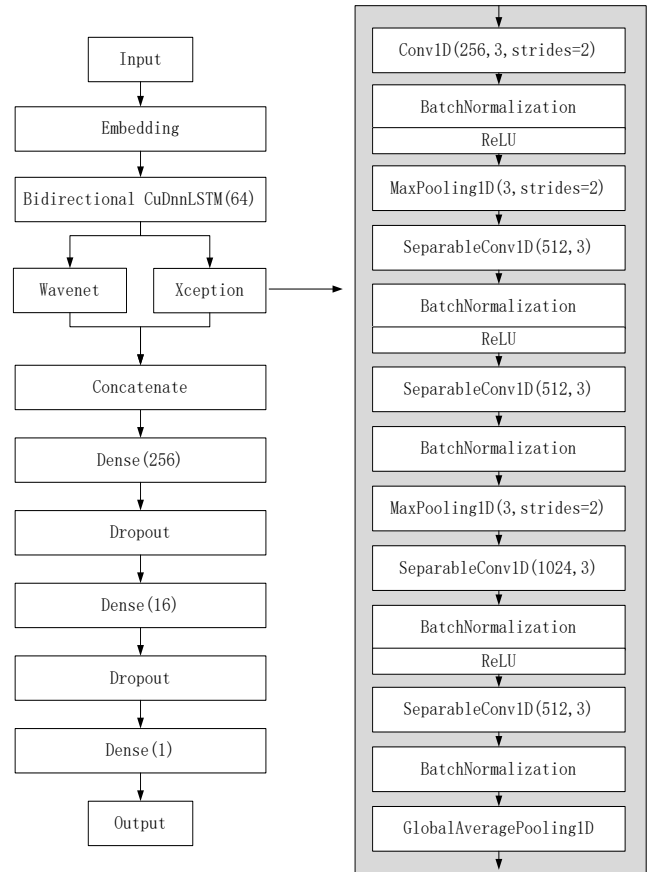 Input
Embedding
Bidirectional CuDnnLSTM(64)
Wavenet
Xception
Concatenate
Dense(256)
Dropout
Dense(16)
Dropout
Dense(1)
Output
Conv1D(256,3,strides=2)
BatchNormalization
ReLU
MaxPooling1D(3,strides=2)
SeparableConv1D(512,3)
BatchNormalization
ReLU
SeparableConv1D(512,3)
BatchNormalization
MaxPooling1D(3,strides=2)
SeparableConv1D(1024,3)
BatchNormalization
ReLU
SeparableConv1D(512,3)
BatchNormalization
GlobalAveragePooling1D